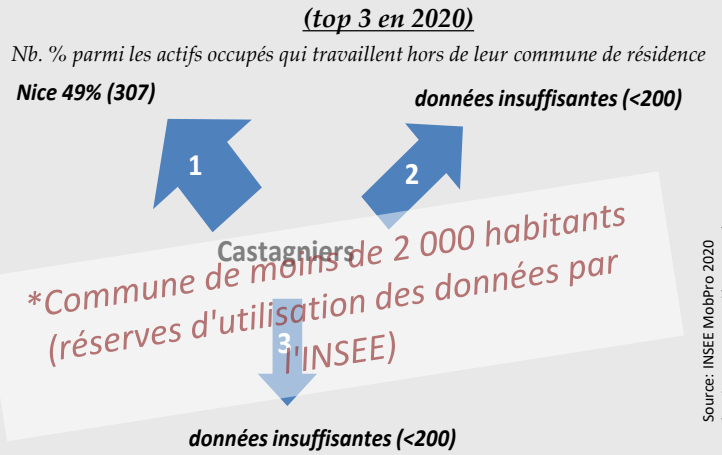 (top 3 en 2020)
Nb. % parmi les actifs occupés qui travaillent hors de leur commune de résidence
Nice 49% (307)
données insuffisantes (<200)
1
2
Castagniers
*Commune de moins de 2 000 habitants
(réserves d'utilisation des données par
l'INSEE)
3
données insuffisantes (<200)
Source: INSEE MobPro 2020